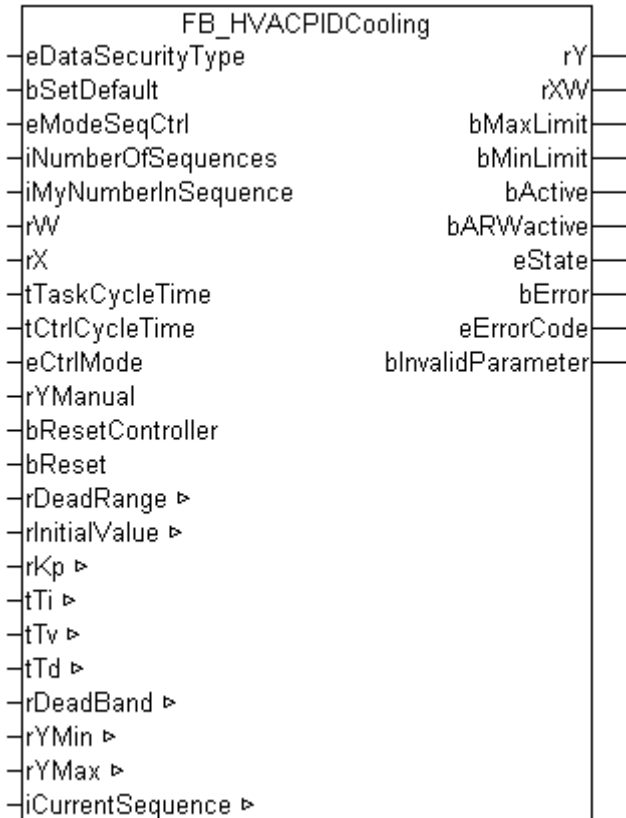 FB_HVACPIDCooling
eDataSecurityType rY
bSetDefault rXW
eModeSeqCtrl bMaxLimit
iNumberOfSequences bMinLimit
iMyNumberInSequence bActive
rW bARWactive
rX eState
tTaskCycleTime bError
tCtrlCycleTime eErrorCode
eCtrlMode bInvalidParameter
rYManual
bResetController
bReset
rDeadRange ▹
rInitialValue ▹
rKp ▹
tTi ▹
tTv ▹
tTd ▹
rDeadBand ▹
rYMin ▹
rYMax ▹
iCurrentSequence ▹